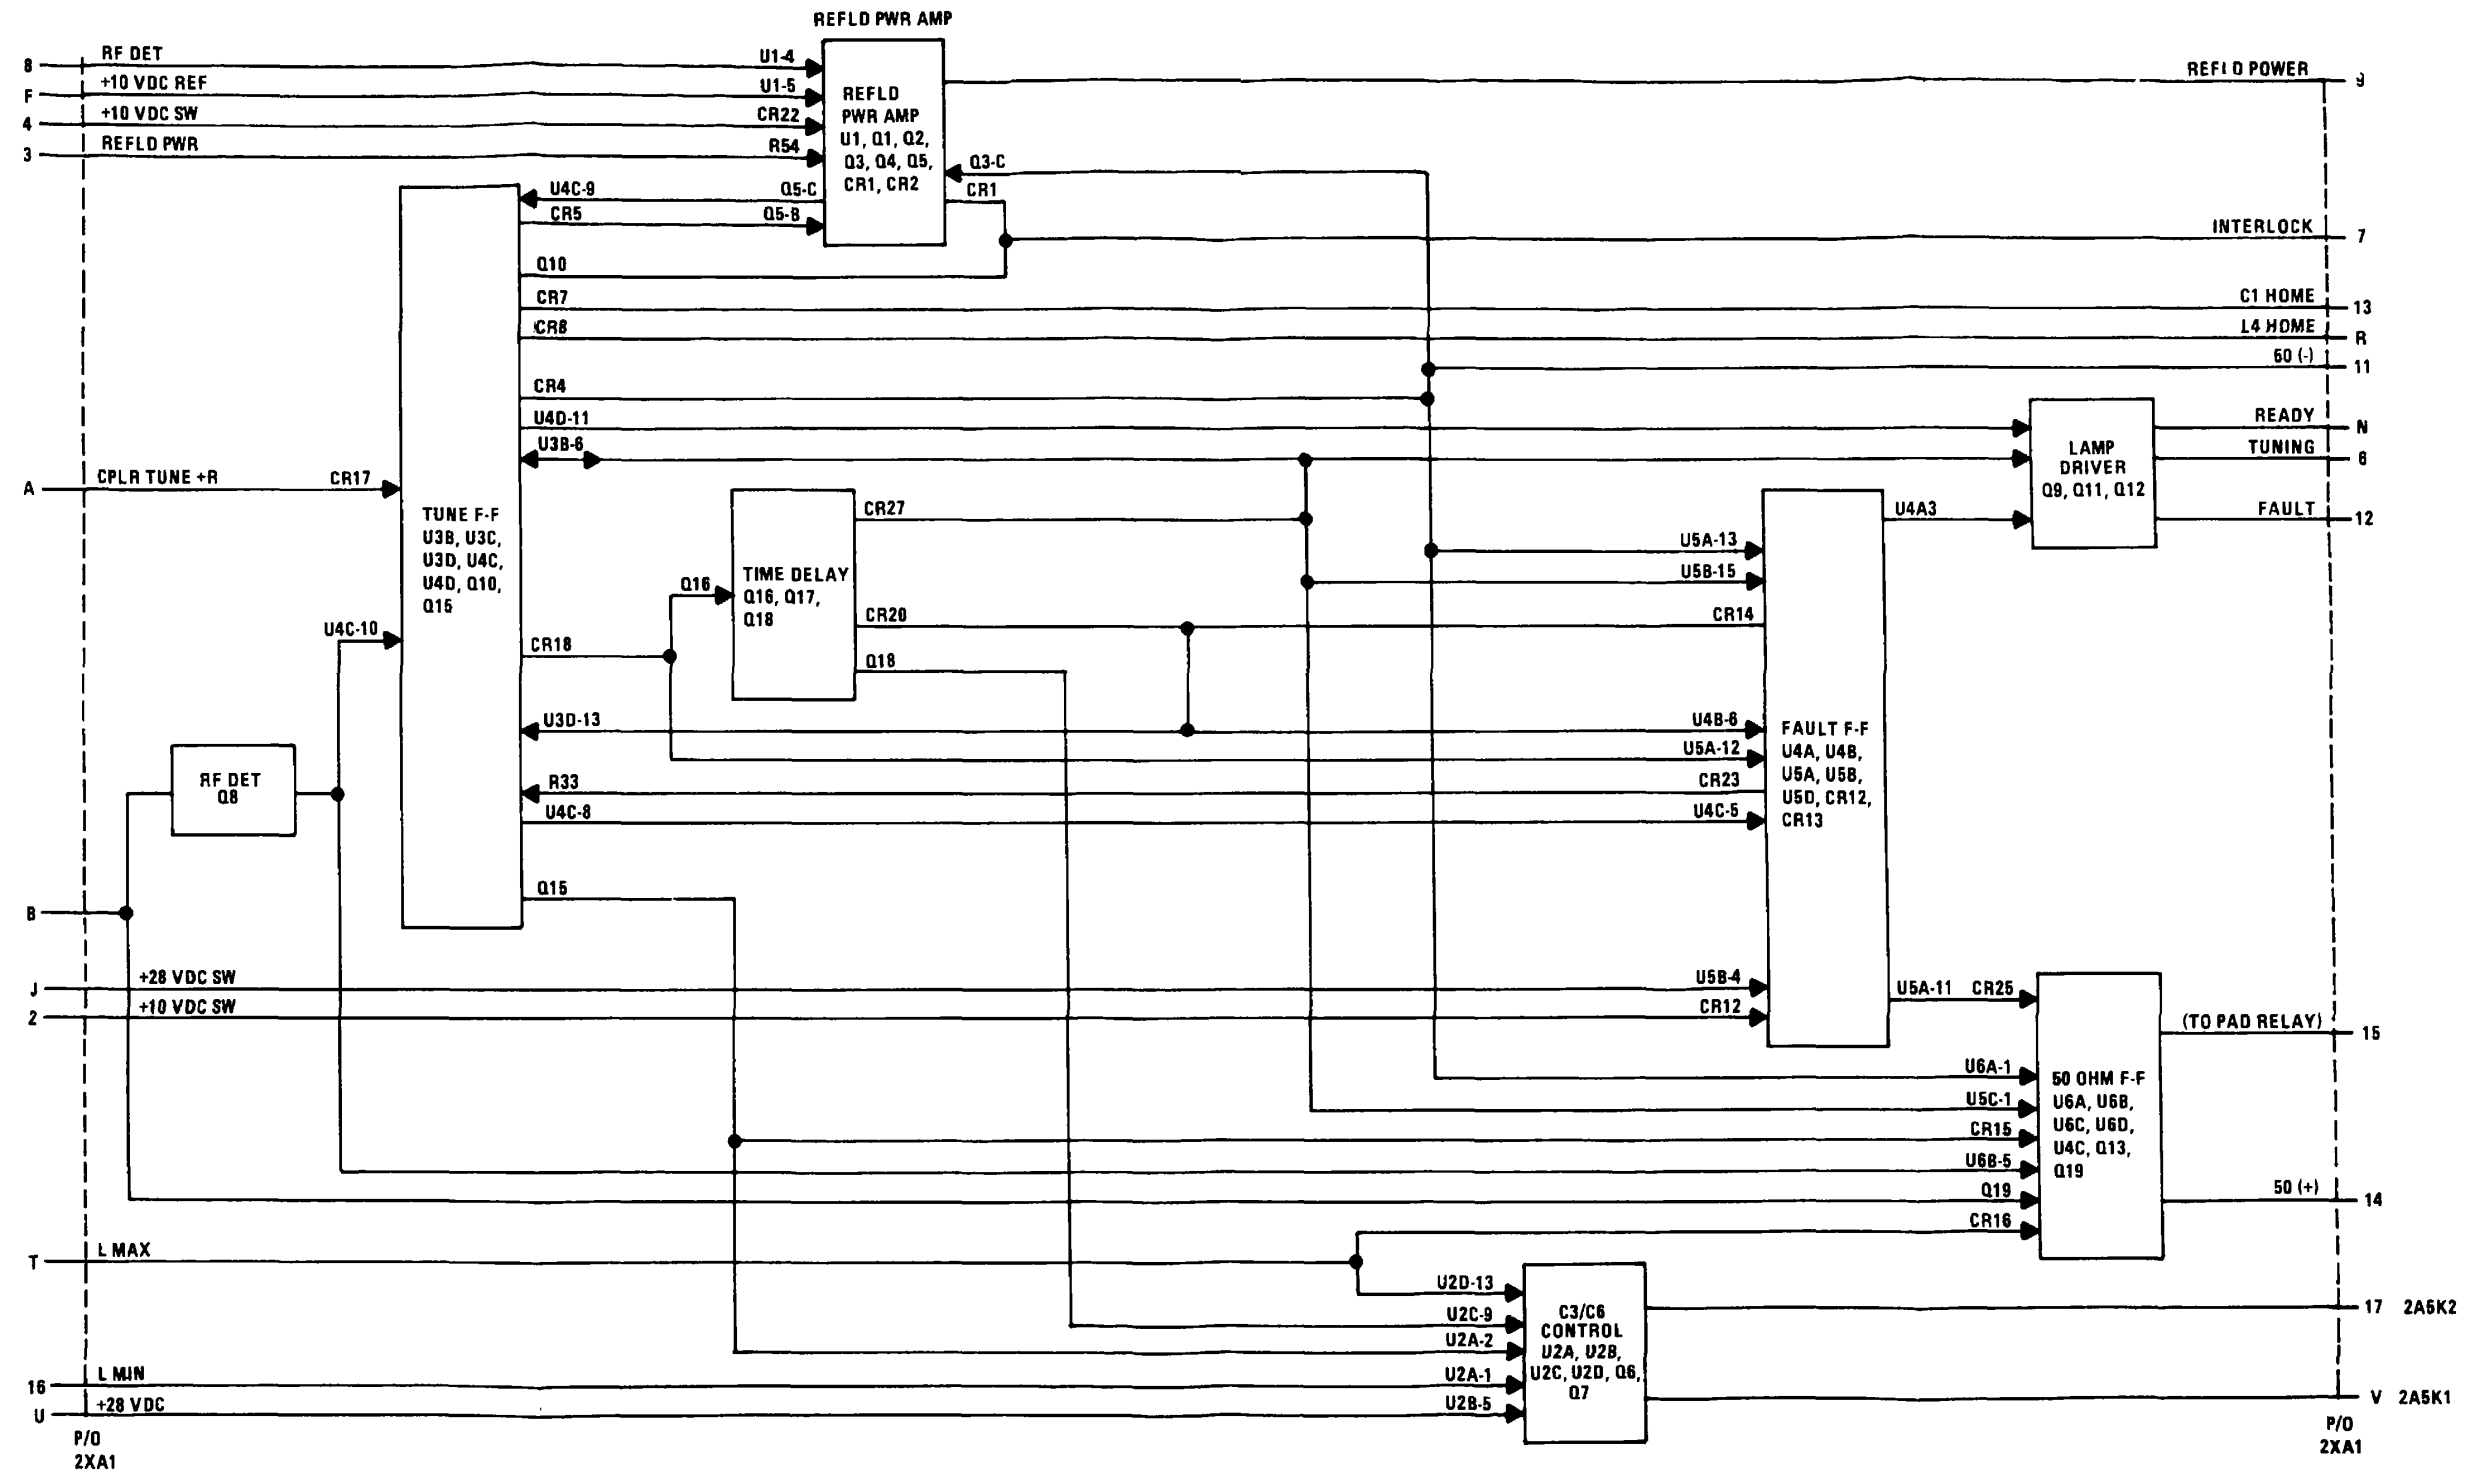 REFLD PWR AMP
8 RF DET U1-4
F +10 VDC REF U1-5
4 +10 VDC SW CR22
3 REFLD PWR R54
REFLD
PWR AMP
U1, Q1, Q2,
Q3, Q4, Q5,
CR1, CR2
REFLD POWER 9
Q3-C
CR1
U4C-9 Q5-C
CR5 Q5-B
INTERLOCK 7
Q10
CR7 C1 HOME 13
CR8 L4 HOME R
50 (-) 11
CR4
U4D-11
U3B-6
READY N
TUNING 6
FAULT 12
LAMP
DRIVER
Q9, Q11, Q12
A CPLR TUNE +R CR17
TUNE F-F
U3B, U3C,
U3D, U4C,
U4D, Q10,
Q15
CR27
U4A3
U5A-13
U5B-15
Q16
TIME DELAY
Q16, Q17,
Q18
CR20 CR14
U4C-10
CR18
Q18
U3D-13 U4B-6
U5A-12
R33 CR23
U4C-8 U4C-5
FAULT F-F
U4A, U4B,
U5A, U5B,
U5D, CR12,
CR13
RF DET
Q8
Q15
B
J +28 VDC SW U5B-4
2 +10 VDC SW CR12
U5A-11 CR25
(TO PAD RELAY) 15
U6A-1
U5C-1
CR15
U6B-5
Q19
CR16
50 OHM F-F
U6A, U6B,
U6C, U6D,
U4C, Q13,
Q19
50 (+) 14
T L MAX
U2D-13
U2C-9
U2A-2
U2A-1
U2B-5
C3/C6
CONTROL
U2A, U2B,
U2C, U2D, Q6,
Q7
17 2A5K2
16 L MIN
U +28 VDC
V 2A5K1
P/O
2XA1
P/O
2XA1